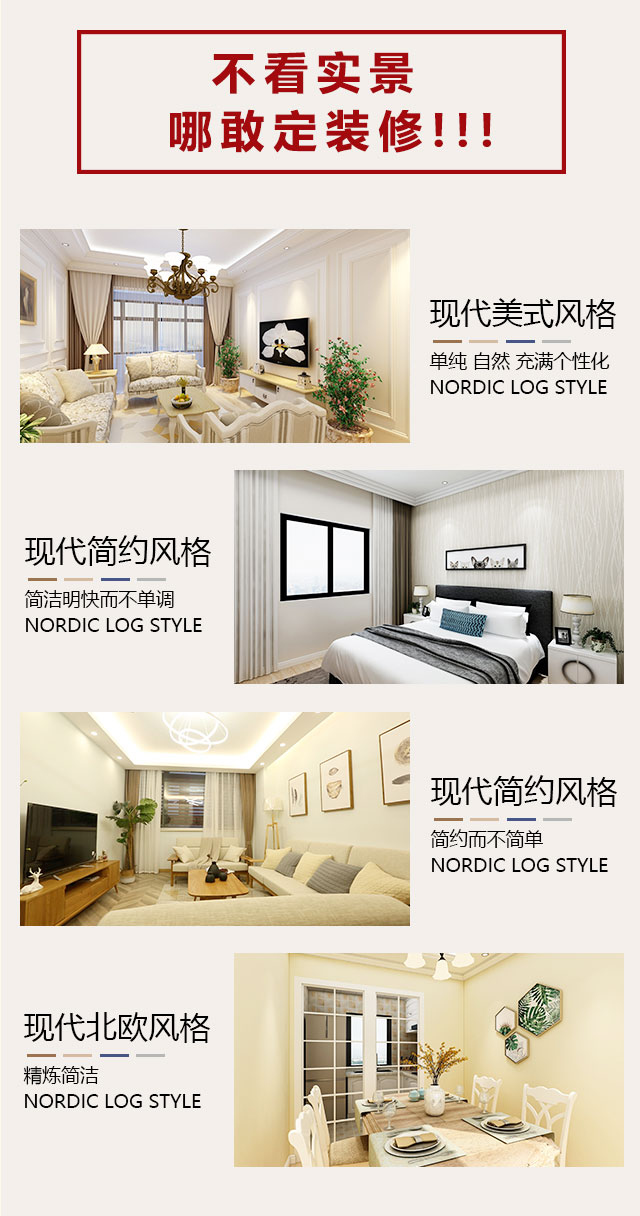 不看实景
哪敢定装修!!!
现代美式风格
单纯 自然 充满个性化
NORDIC LOG STYLE
现代简约风格
简洁明快而不单调
NORDIC LOG STYLE
现代简约风格
简约而不简单
NORDIC LOG STYLE
现代北欧风格
精炼简洁
NORDIC LOG STYLE